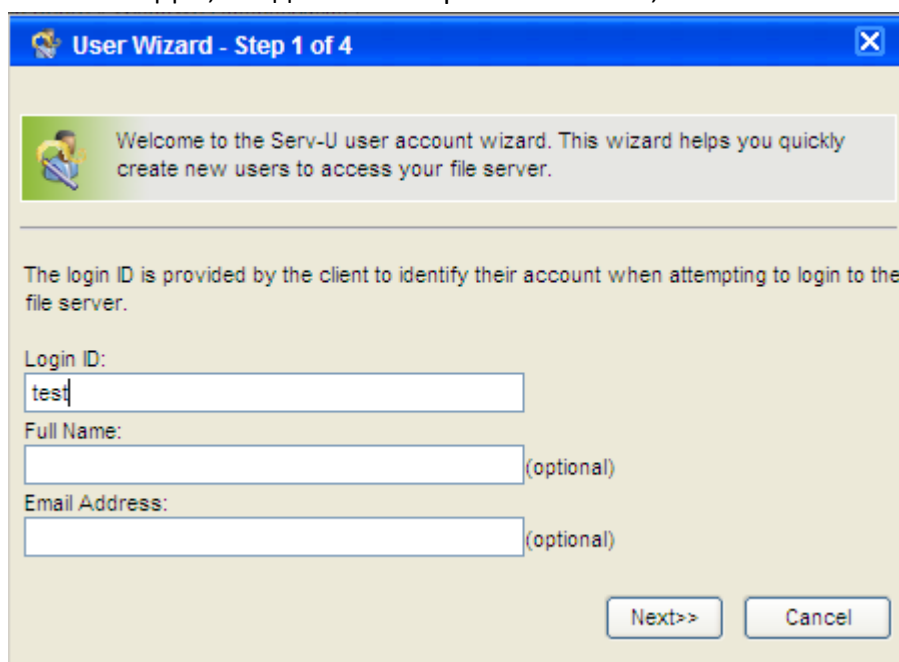 User Wizard - Step 1 of 4
Welcome to the Serv-U user account wizard. This wizard helps you quickly
create new users to access your file server.
The login ID is provided by the client to identify their account when attempting to login to the
file server.
Login ID:
test
Full Name:
(optional)
Email Address:
(optional)
Next>>
Cancel